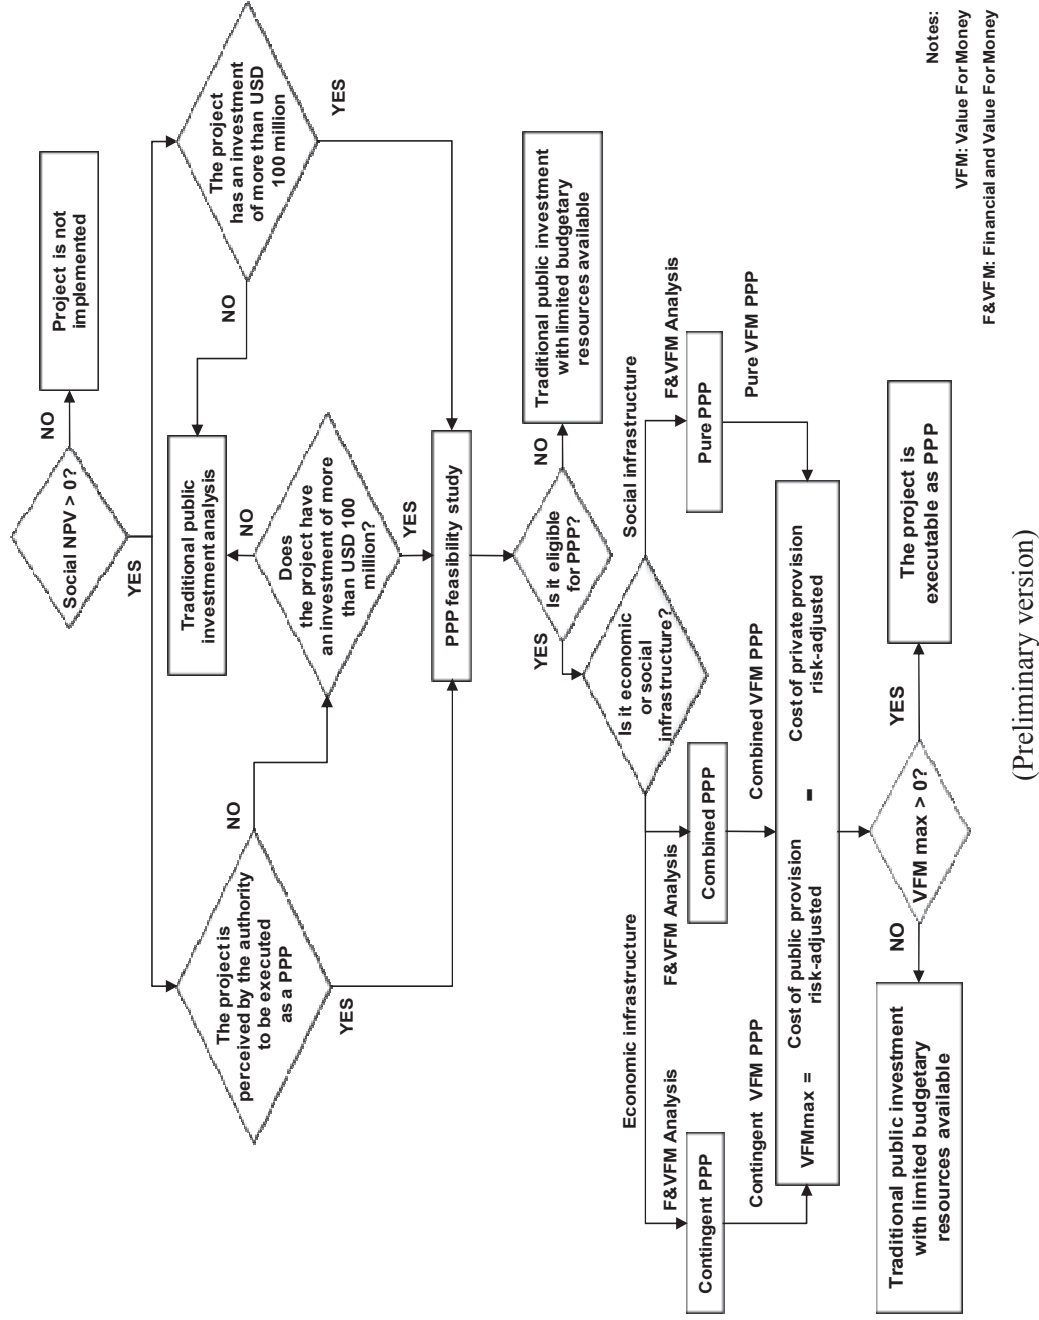 Social NPV > 0?
NO
Project is not
implemented
YES
The project is
perceived by the authority
to be executed
as a PPP
NO
YES
Traditional public
investment analysis
NO
Does
the project have
an investment of more
than USD 100
million?
YES
The project
has an investment
of more than USD
100 million
NO
YES
PPP feasibility study
Is it eligible
for PPP?
NO
Traditional public investment
with limited budgetary
resources available
YES
Is it economic
or social
infrastructure?
Economic infrastructure
Social infrastructure
F&VFM Analysis
F&VFM Analysis
F&VFM Analysis
Contingent PPP
Combined PPP
Pure PPP
Contingent VFM PPP
Combined VFM PPP
Pure VFM PPP
VFMmax =
Cost of public provision
risk-adjusted
–
Cost of private provision
risk-adjusted
VFM max > 0?
NO
YES
Traditional public investment
with limited budgetary
resources available
The project is
executable as PPP
Notes:
VFM: Value For Money
F&VFM: Financial and Value For Money
(Preliminary version)